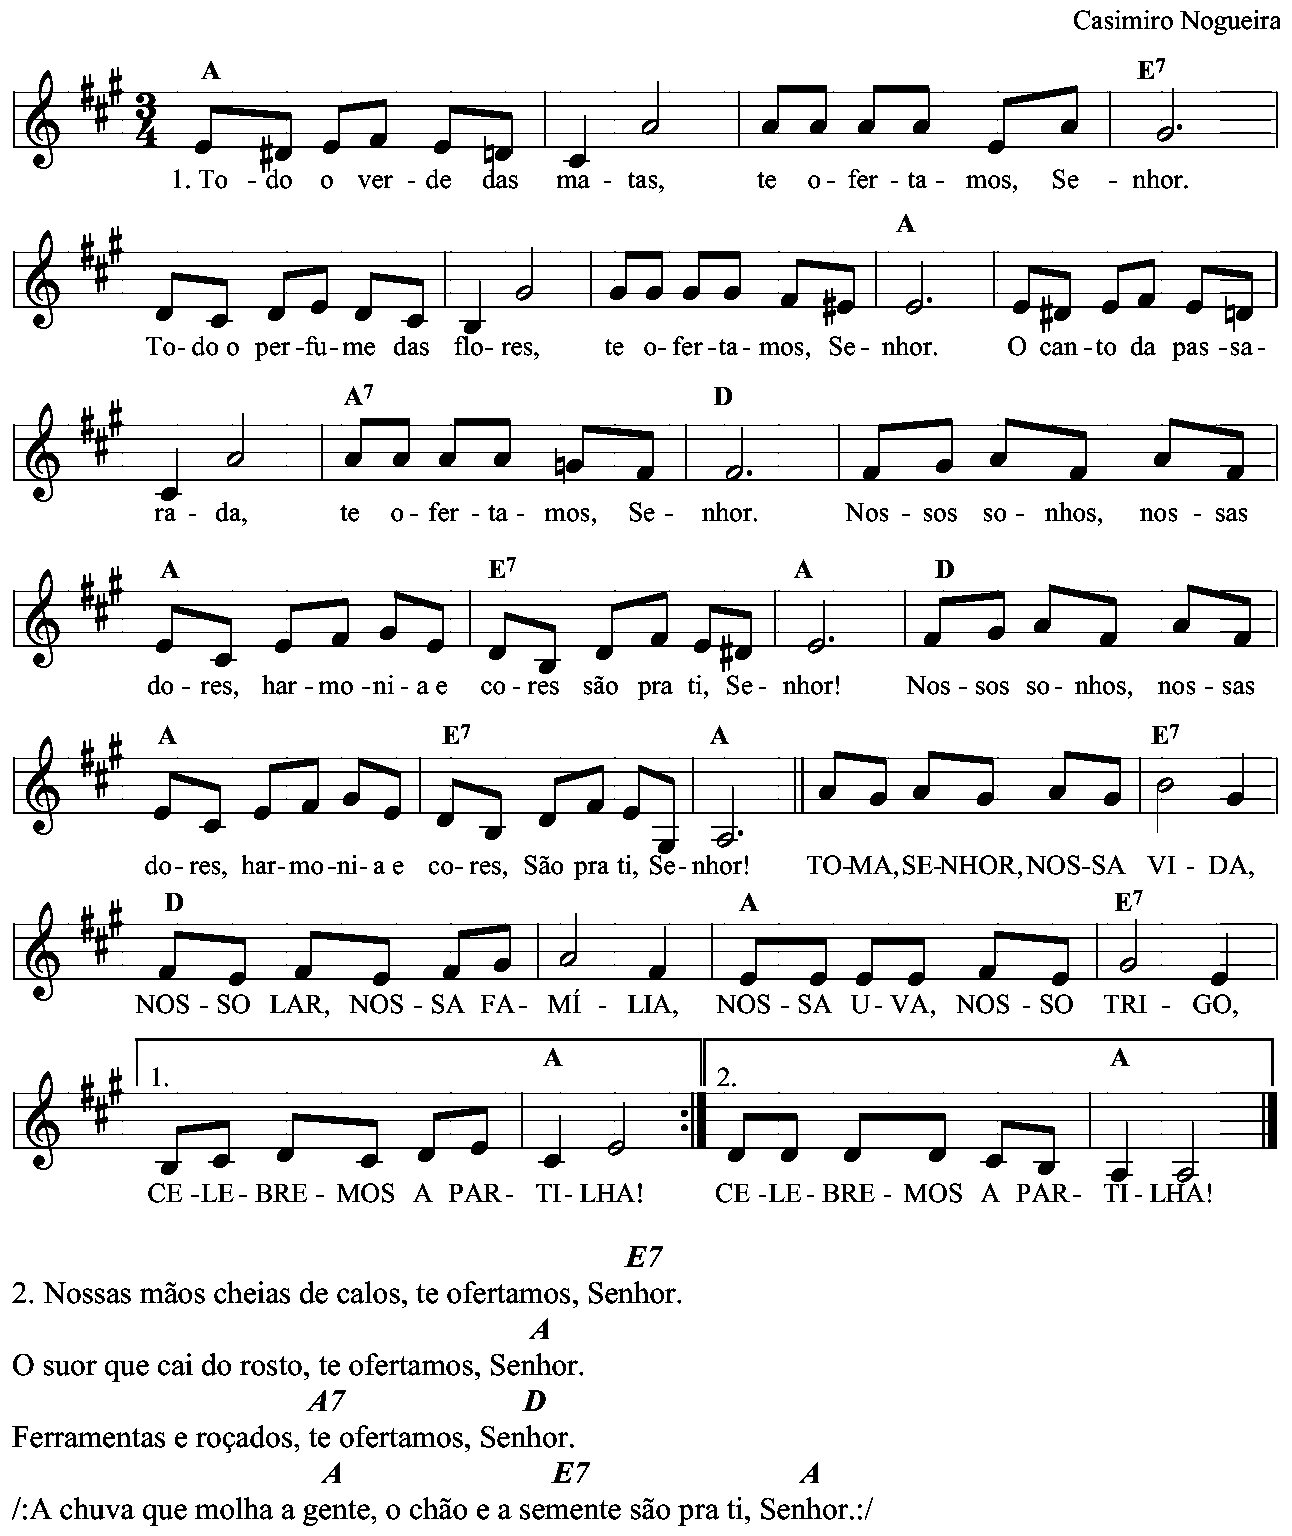 Casimiro Nogueira
A E7
3
4
1. To - do o ver - de das ma - tas, te o - fer - ta - mos, Se - nhor.
A
To - do o per - fu - me das flo - res, te o - fer - ta - mos, Se - nhor. O can - to da pas - sa -
A7 D
ra - da, te o - fer - ta - mos, Se - nhor. Nos - sos so - nhos, nos - sas
A E7 A D
do - res, har - mo - ni - a e co - res são pra ti, Se - nhor! Nos - sos so - nhos, nos - sas
A E7 A E7
do - res, har - mo - ni - a e co - res, São pra ti, Se - nhor! TO - MA, SE - NHOR, NOS - SA VI - DA,
D A E7
NOS - SO LAR, NOS - SA FA - MÍ - LIA, NOS - SA U - VA, NOS - SO TRI - GO,
A A
1. 2.
CE - LE - BRE - MOS A PAR - TI - LHA! CE - LE - BRE - MOS A PAR - TI - LHA!
E7
2. Nossas mãos cheias de calos, te ofertamos, Senhor.
A
O suor que cai do rosto, te ofertamos, Senhor.
A7 D
Ferramentas e roçados, te ofertamos, Senhor.
A E7 A
/:A chuva que molha a gente, o chão e a semente são pra ti, Senhor.:/